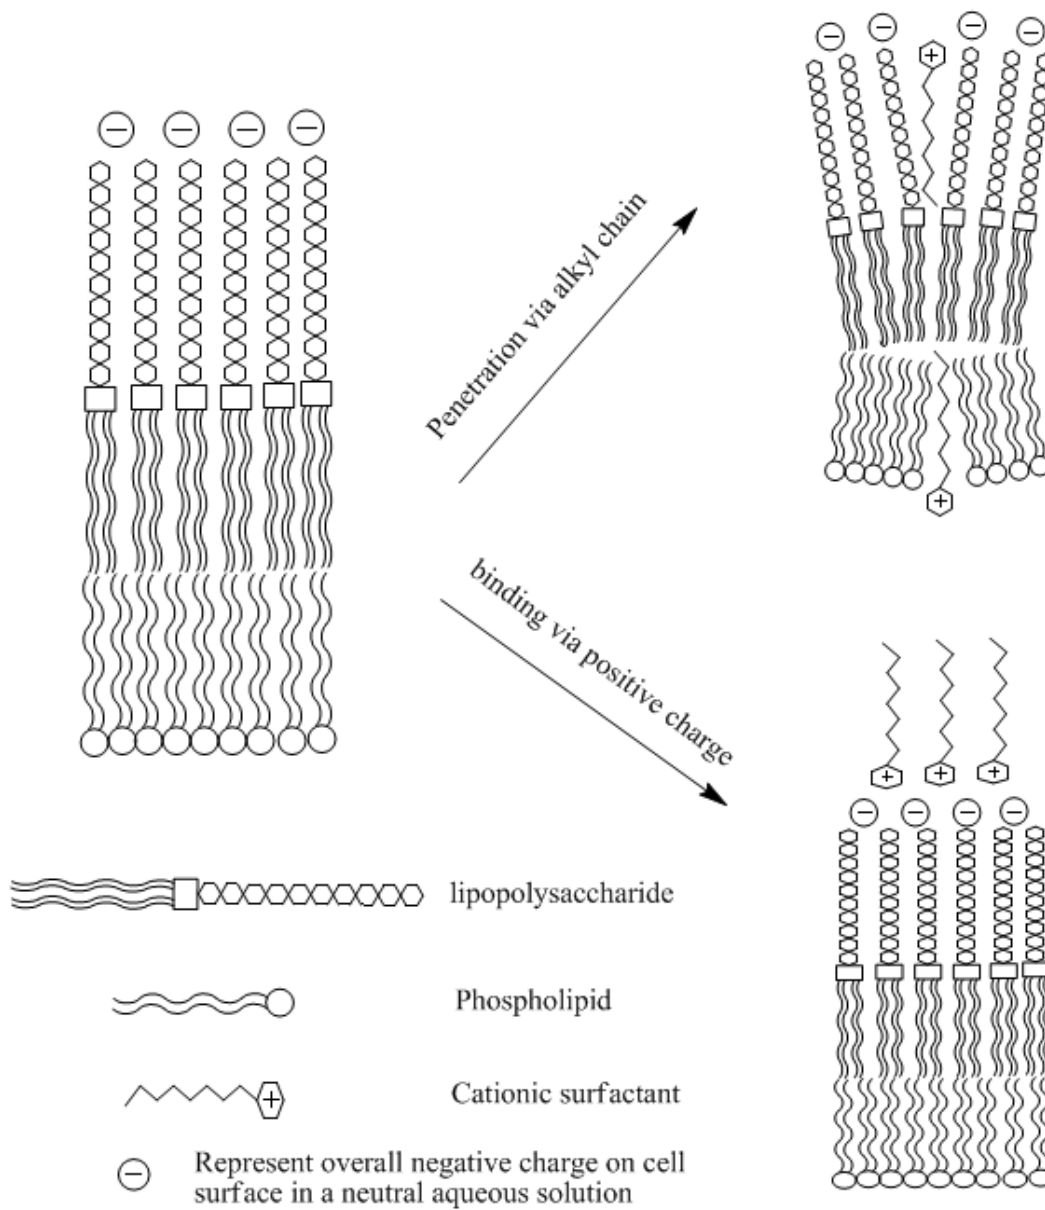 Penetration via alkyl chain
binding via positive charge
lipopolysaccharide
Phospholipid
Cationic surfactant
Represent overall negative charge on cell
surface in a neutral aqueous solution